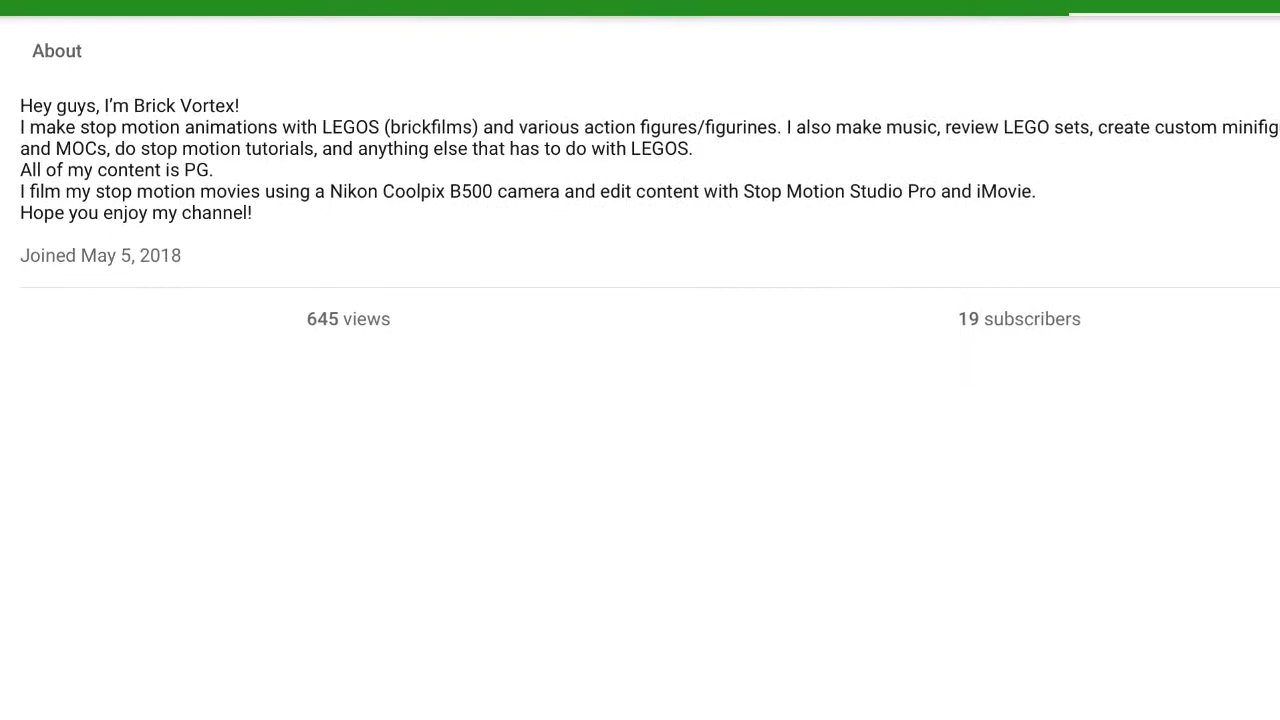 About
Hey guys, I’m Brick Vortex!
I make stop motion animations with LEGOS (brickfilms) and various action figures/figurines. I also make music, review LEGO sets, create custom
and MOCs, do stop motion tutorials, and anything else that has to do with LEGOS.
All of my content is PG.
I film my stop motion movies using a Nikon Coolpix B500 camera and edit content with Stop Motion Studio Pro and iMovie.
Hope you enjoy my channel!
Joined May 5, 2018
645 views
19 subscribers